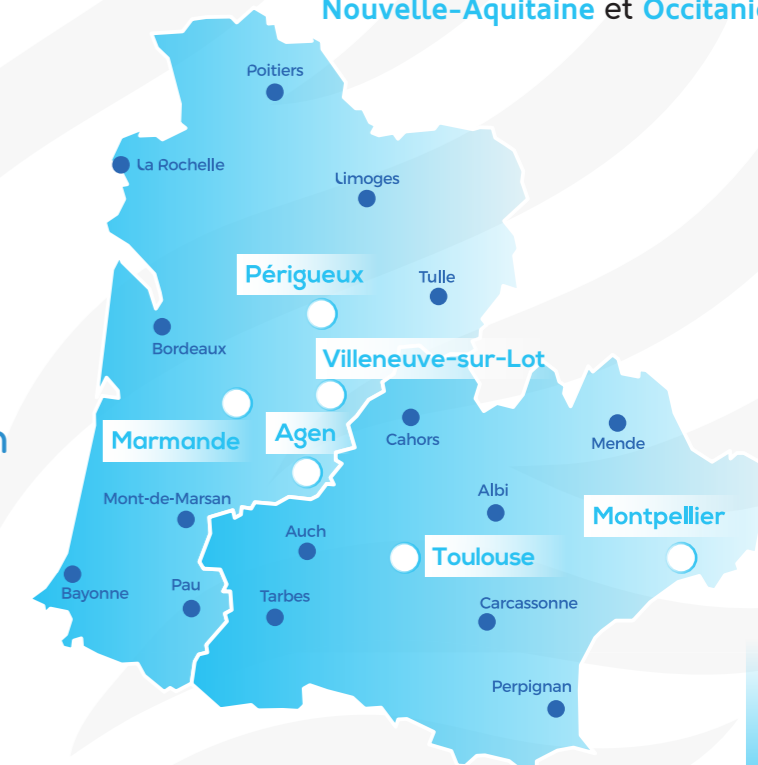 Nouvelle-Aquitaine et Occitanie
Poitiers
La Rochelle
Limoges
Périgueux
Tulle
Bordeaux
Villeneuve-sur-Lot
Marmande
Agen
Cahors
Mende
Mont-de-Marsan
Albi
Montpellier
Auch
Toulouse
Bayonne
Pau
Tarbes
Carcassonne
Perpignan